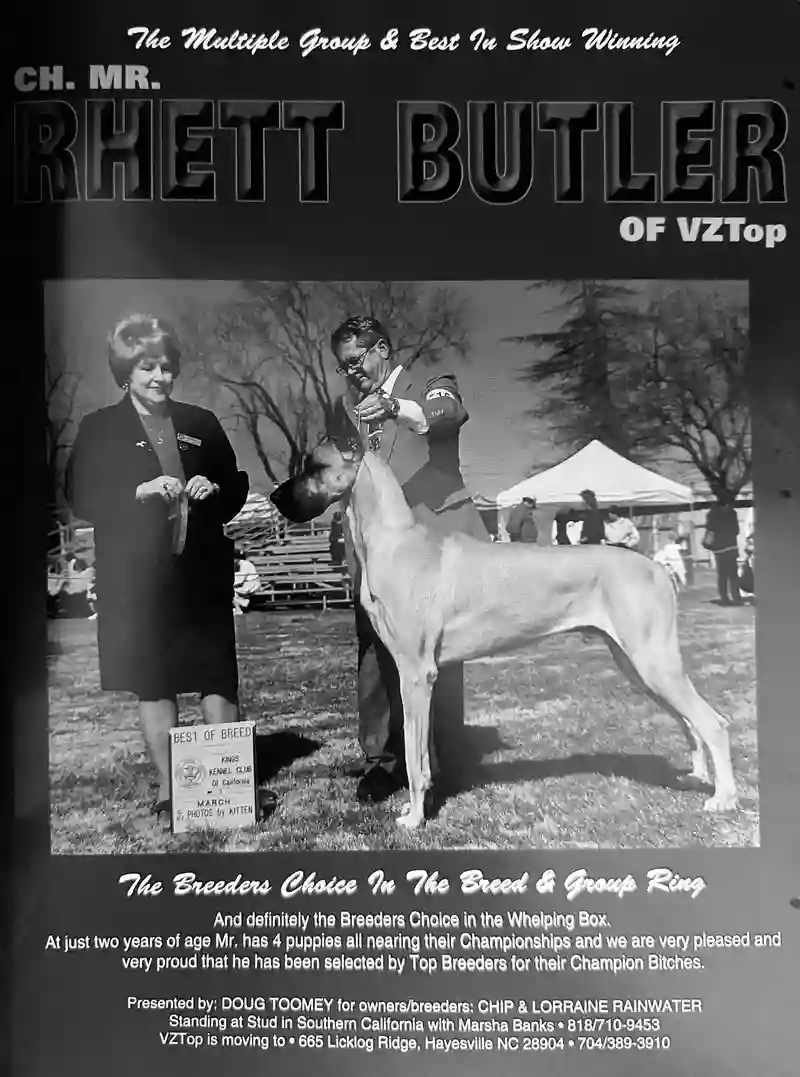 The Multiple Group & Best In Show Winning
CH. MR.
RHETT BUTLER
OF VZTop
BEST OF BREED
KINGS
KENNEL CLUB
Of California
MARCH
PHOTOS by KITTEN
The Breeders Choice In The Breed & Group Ring
And definitely the Breeders Choice in the Whelping Box.
At just two years of age Mr. has 4 puppies all nearing their Championships and we are very pleased and
very proud that he has been selected by Top Breeders for their Champion Bitches.
Presented by: DOUG TOOMEY for owners/breeders: CHIP & LORRAINE RAINWATER
Standing at Stud in Southern California with Marsha Banks • 818/710-9453
VZTop is moving to • 665 Licklog Ridge, Hayesville NC 28904 • 704/389-3910